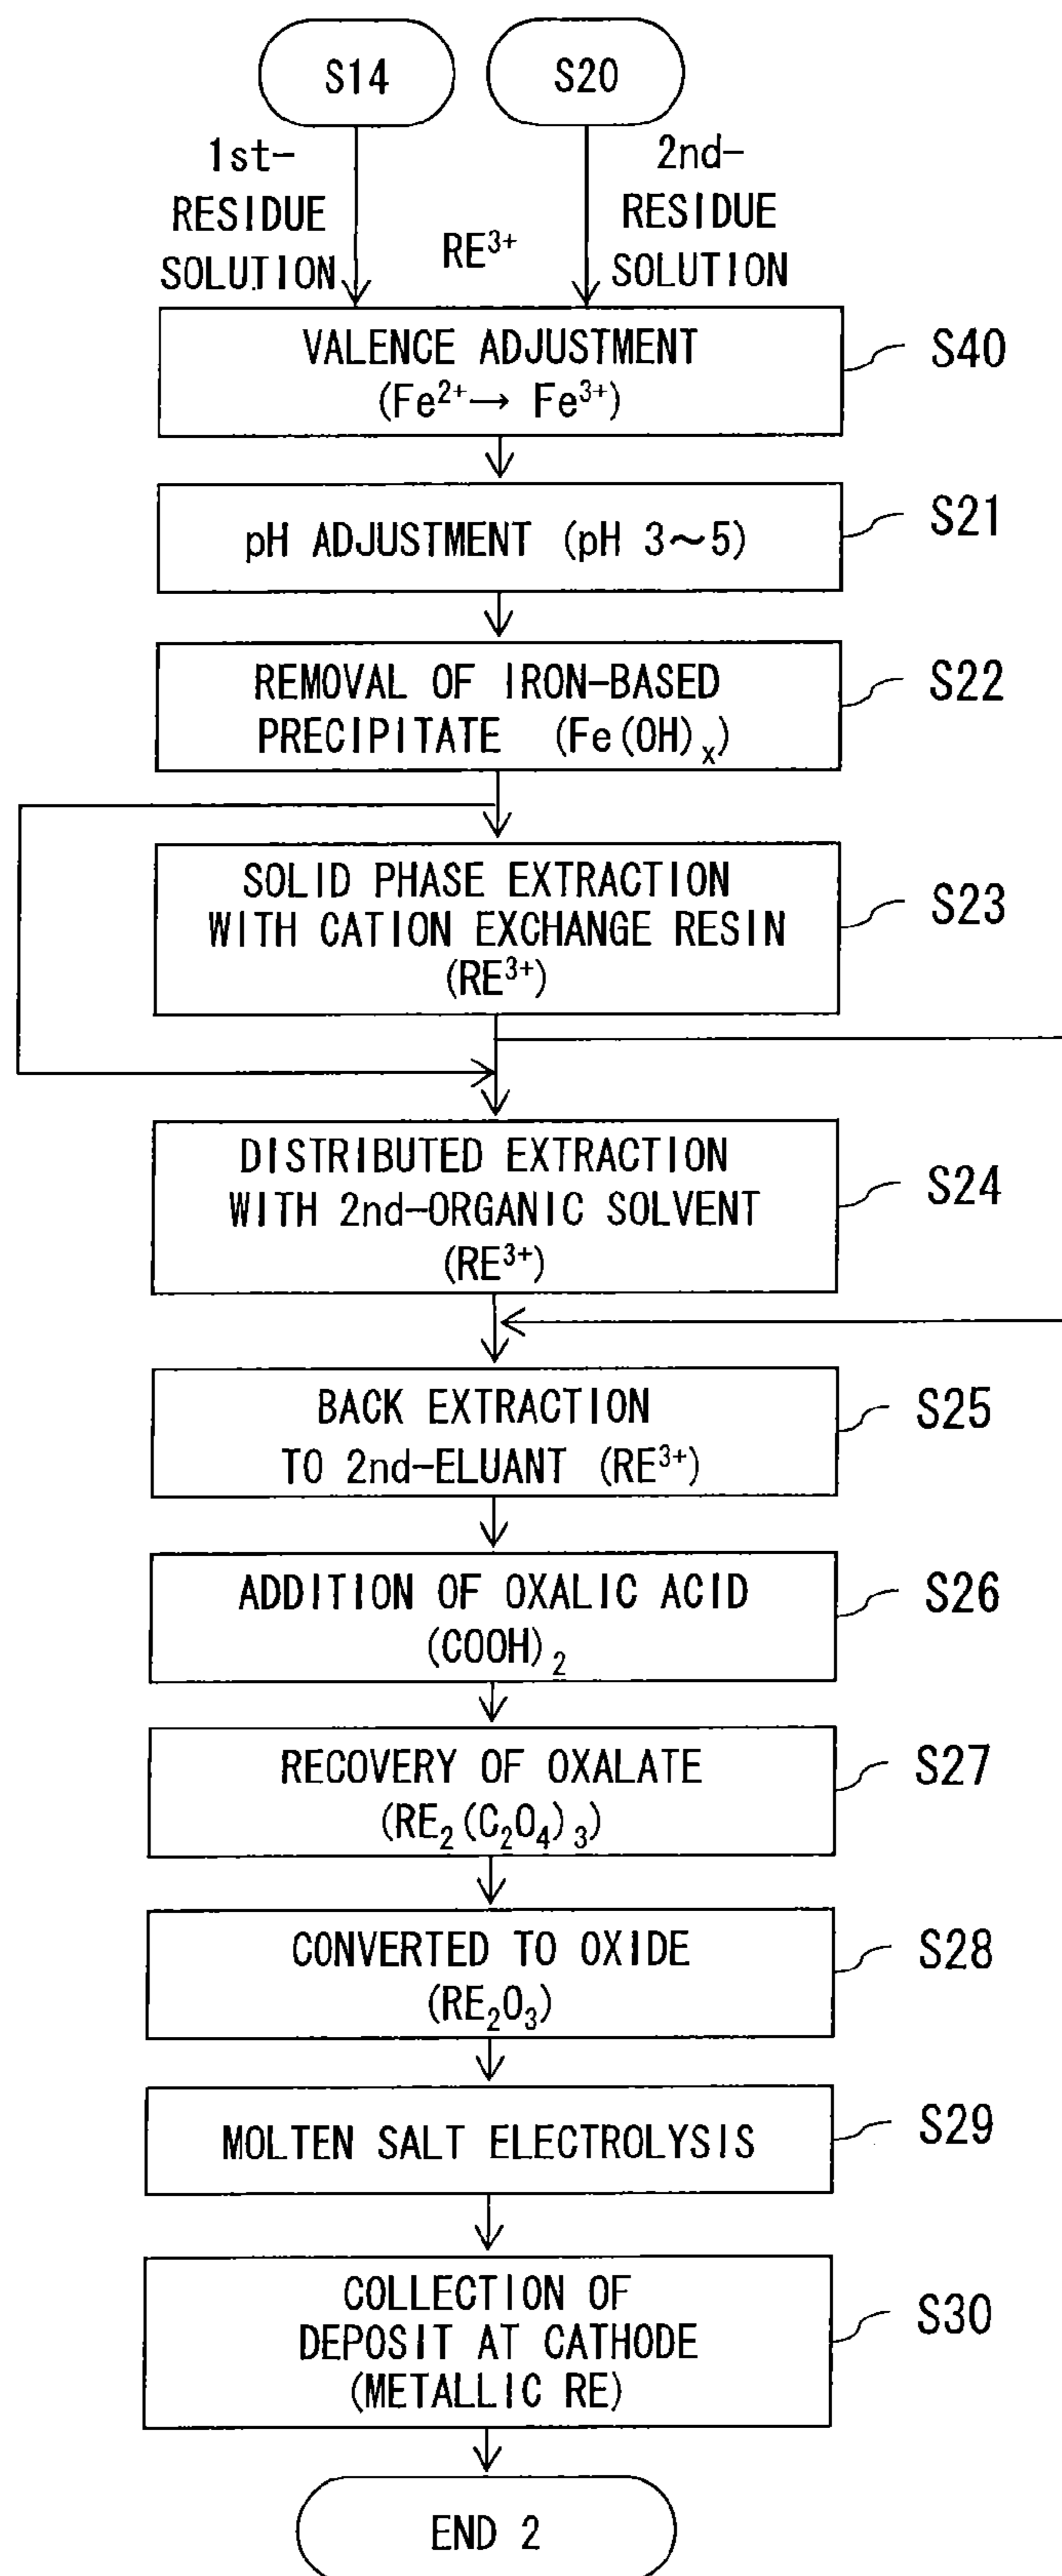 S14
S20
1st-
RESIDUE
SOLUTION
RE³⁺
2nd-
RESIDUE
SOLUTION
VALENCE ADJUSTMENT
(Fe²⁺→ Fe³⁺)
S40
pH ADJUSTMENT (pH 3～5)
S21
REMOVAL OF IRON-BASED
PRECIPITATE (Fe(OH)ₓ)
S22
SOLID PHASE EXTRACTION
WITH CATION EXCHANGE RESIN
(RE³⁺)
S23
DISTRIBUTED EXTRACTION
WITH 2nd-ORGANIC SOLVENT
(RE³⁺)
S24
BACK EXTRACTION
TO 2nd-ELUANT (RE³⁺)
S25
ADDITION OF OXALIC ACID
(COOH)₂
S26
RECOVERY OF OXALATE
(RE₂(C₂O₄)₃)
S27
CONVERTED TO OXIDE
(RE₂O₃)
S28
MOLTEN SALT ELECTROLYSIS
S29
COLLECTION OF
DEPOSIT AT CATHODE
(METALLIC RE)
S30
END 2